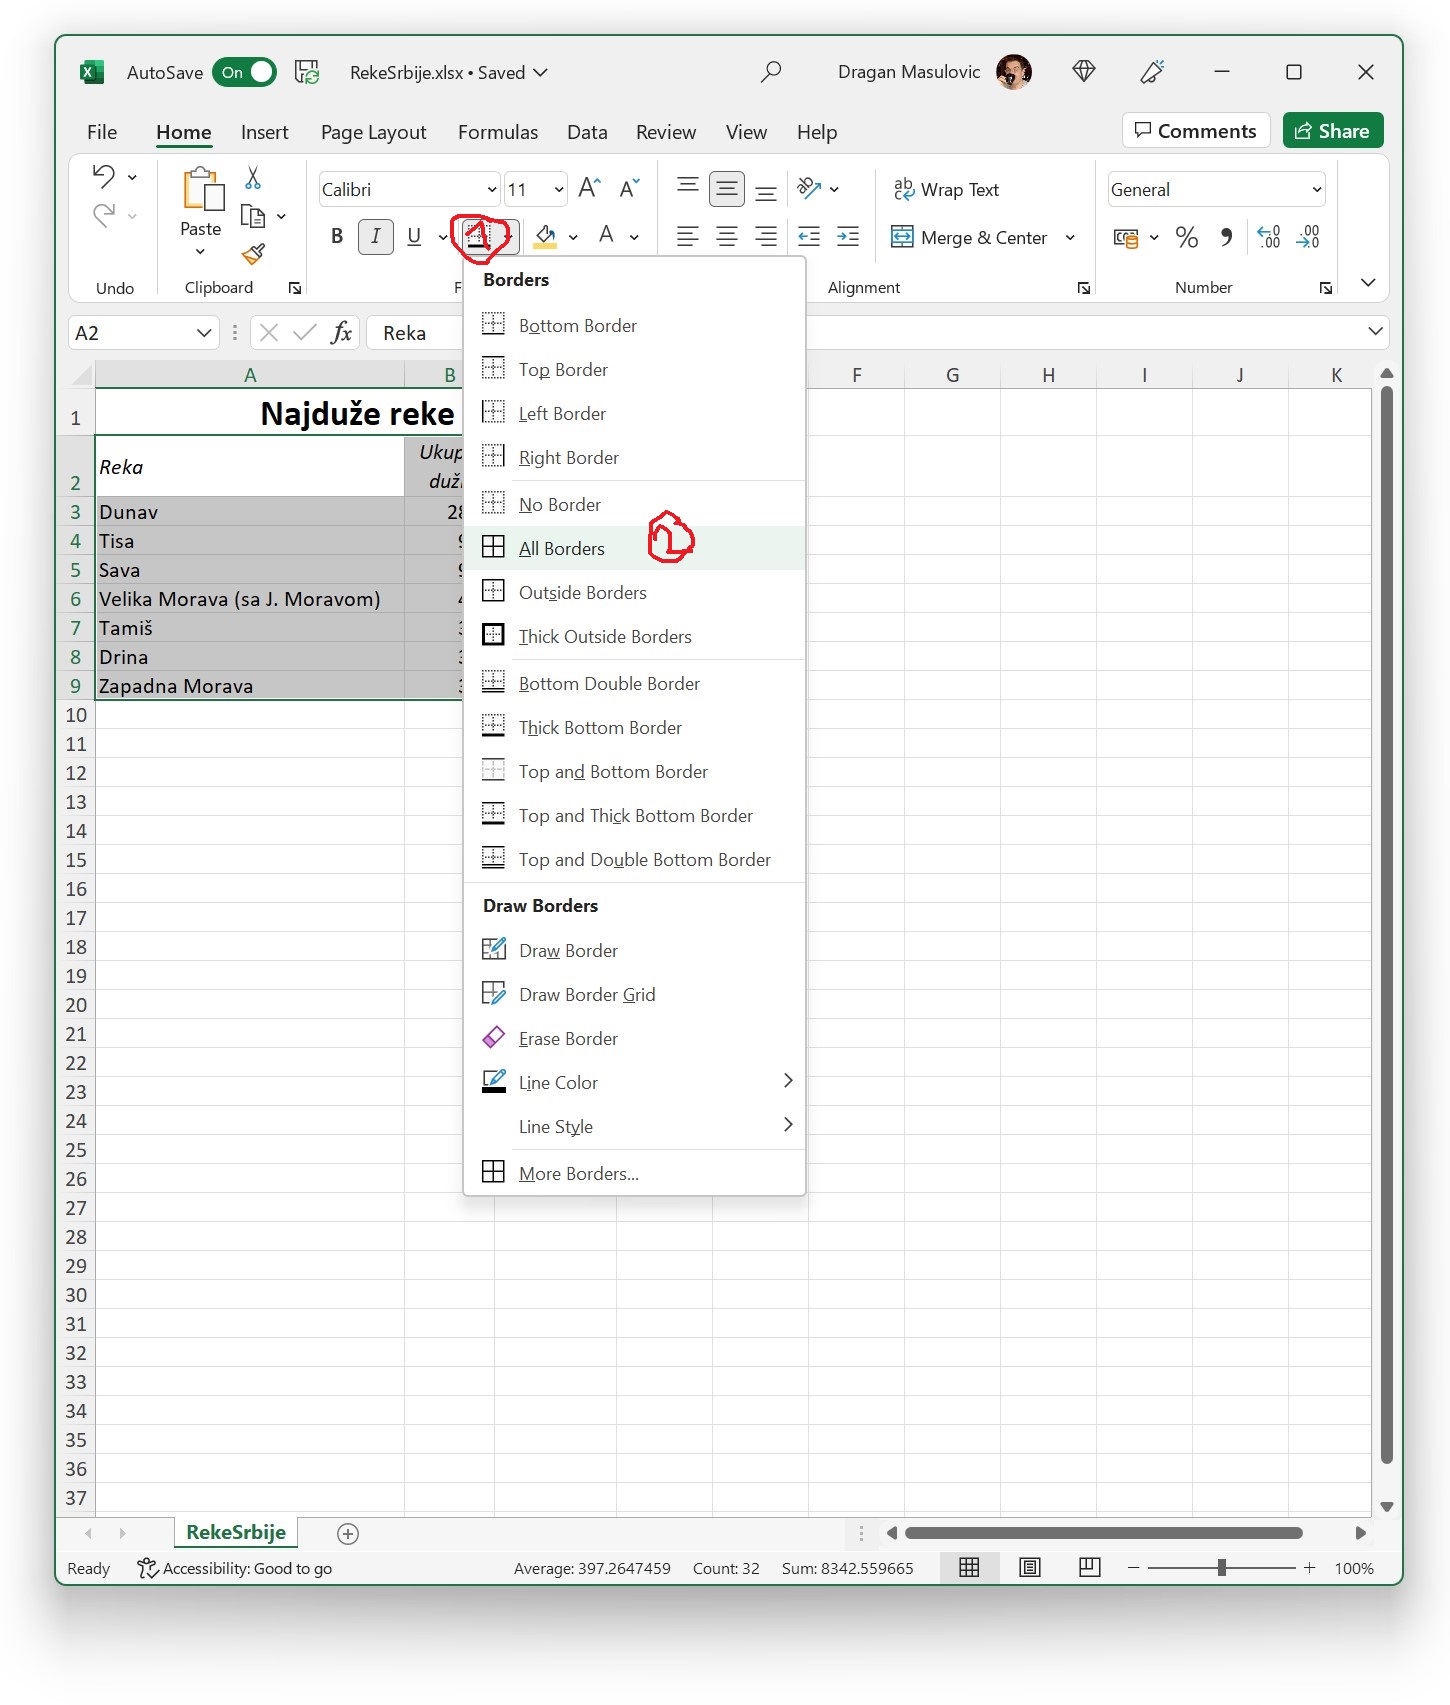 AutoSave On RekeSrbije.xlsx • Saved Dragan Masulovic
File Home Insert Page Layout Formulas Data Review View Help Comments Share
Calibri 11 A A ab Wrap Text General
Paste B I U 1 A Merge & Center % 9 .00 .00
Undo Clipboard Alignment Number
A2 fx Reka
Borders
Bottom Border
Top Border
Left Border
Right Border
No Border
All Borders 2
Outside Borders
Thick Outside Borders
Bottom Double Border
Thick Bottom Border
Top and Bottom Border
Top and Thick Bottom Border
Top and Double Bottom Border
Draw Borders
Draw Border
Draw Border Grid
Erase Border
Line Color
Line Style
More Borders...
A B F G H I J K
1 Najduže reke
2 Reka
3 Dunav
4 Tisa
5 Sava
6 Velika Morava (sa J. Moravom)
7 Tamiš
8 Drina
9 Zapadna Morava
10
11
12
13
14
15
16
17
18
19
20
21
22
23
24
25
26
27
28
29
30
31
32
33
34
35
36
37
RekeSrbije
Ready Accessibility: Good to go Average: 397.2647459 Count: 32 Sum: 8342.559665 100%